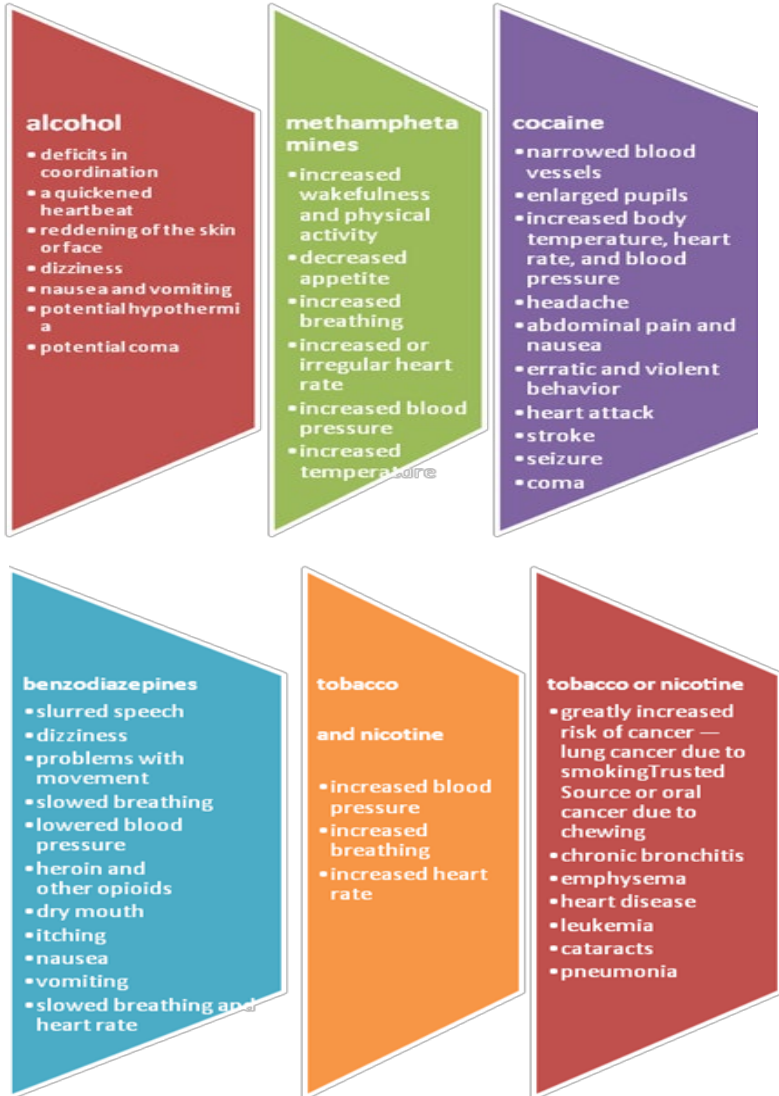 alcohol
• deficits in
coordination
• a quickened
heartbeat
• reddening of the skin
or face
• dizziness
• nausea and vomiting
• potential hypothermi
a
• potential coma
methampheta
mines
• increased
wakefulness
and physical
activity
• decreased
appetite
• increased
breathing
• increased or
irregular heart
rate
• increased blood
pressure
• increased
temperature
cocaine
• narrowed blood
vessels
• enlarged pupils
• increased body
temperature, heart
rate, and blood
pressure
• headache
• abdominal pain and
nausea
• erratic and violent
behavior
• heart attack
• stroke
• seizure
• coma
benzodiazepines
• slurred speech
• dizziness
• problems with
movement
• slowed breathing
• lowered blood
pressure
• heroin and
other opioids
• dry mouth
• itching
• nausea
• vomiting
• slowed breathing and
heart rate
tobacco
and nicotine
• increased blood
pressure
• increased
breathing
• increased heart
rate
tobacco or nicotine
• greatly increased
risk of cancer —
lung cancer due to
smokingTrusted
Source or oral
cancer due to
chewing
• chronic bronchitis
• emphysema
• heart disease
• leukemia
• cataracts
• pneumonia